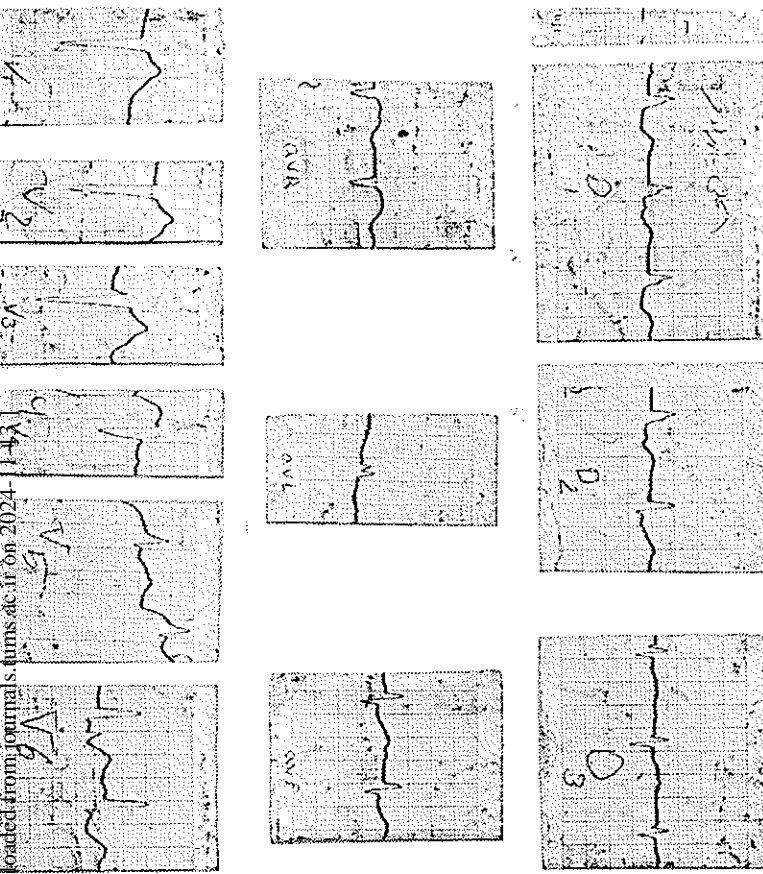 V1
V2
V3
V4
V5
V6
aVR
aVL
aVF
D1
D2
D3
loaded from journals.tums.ac.ir on 2024-11-13